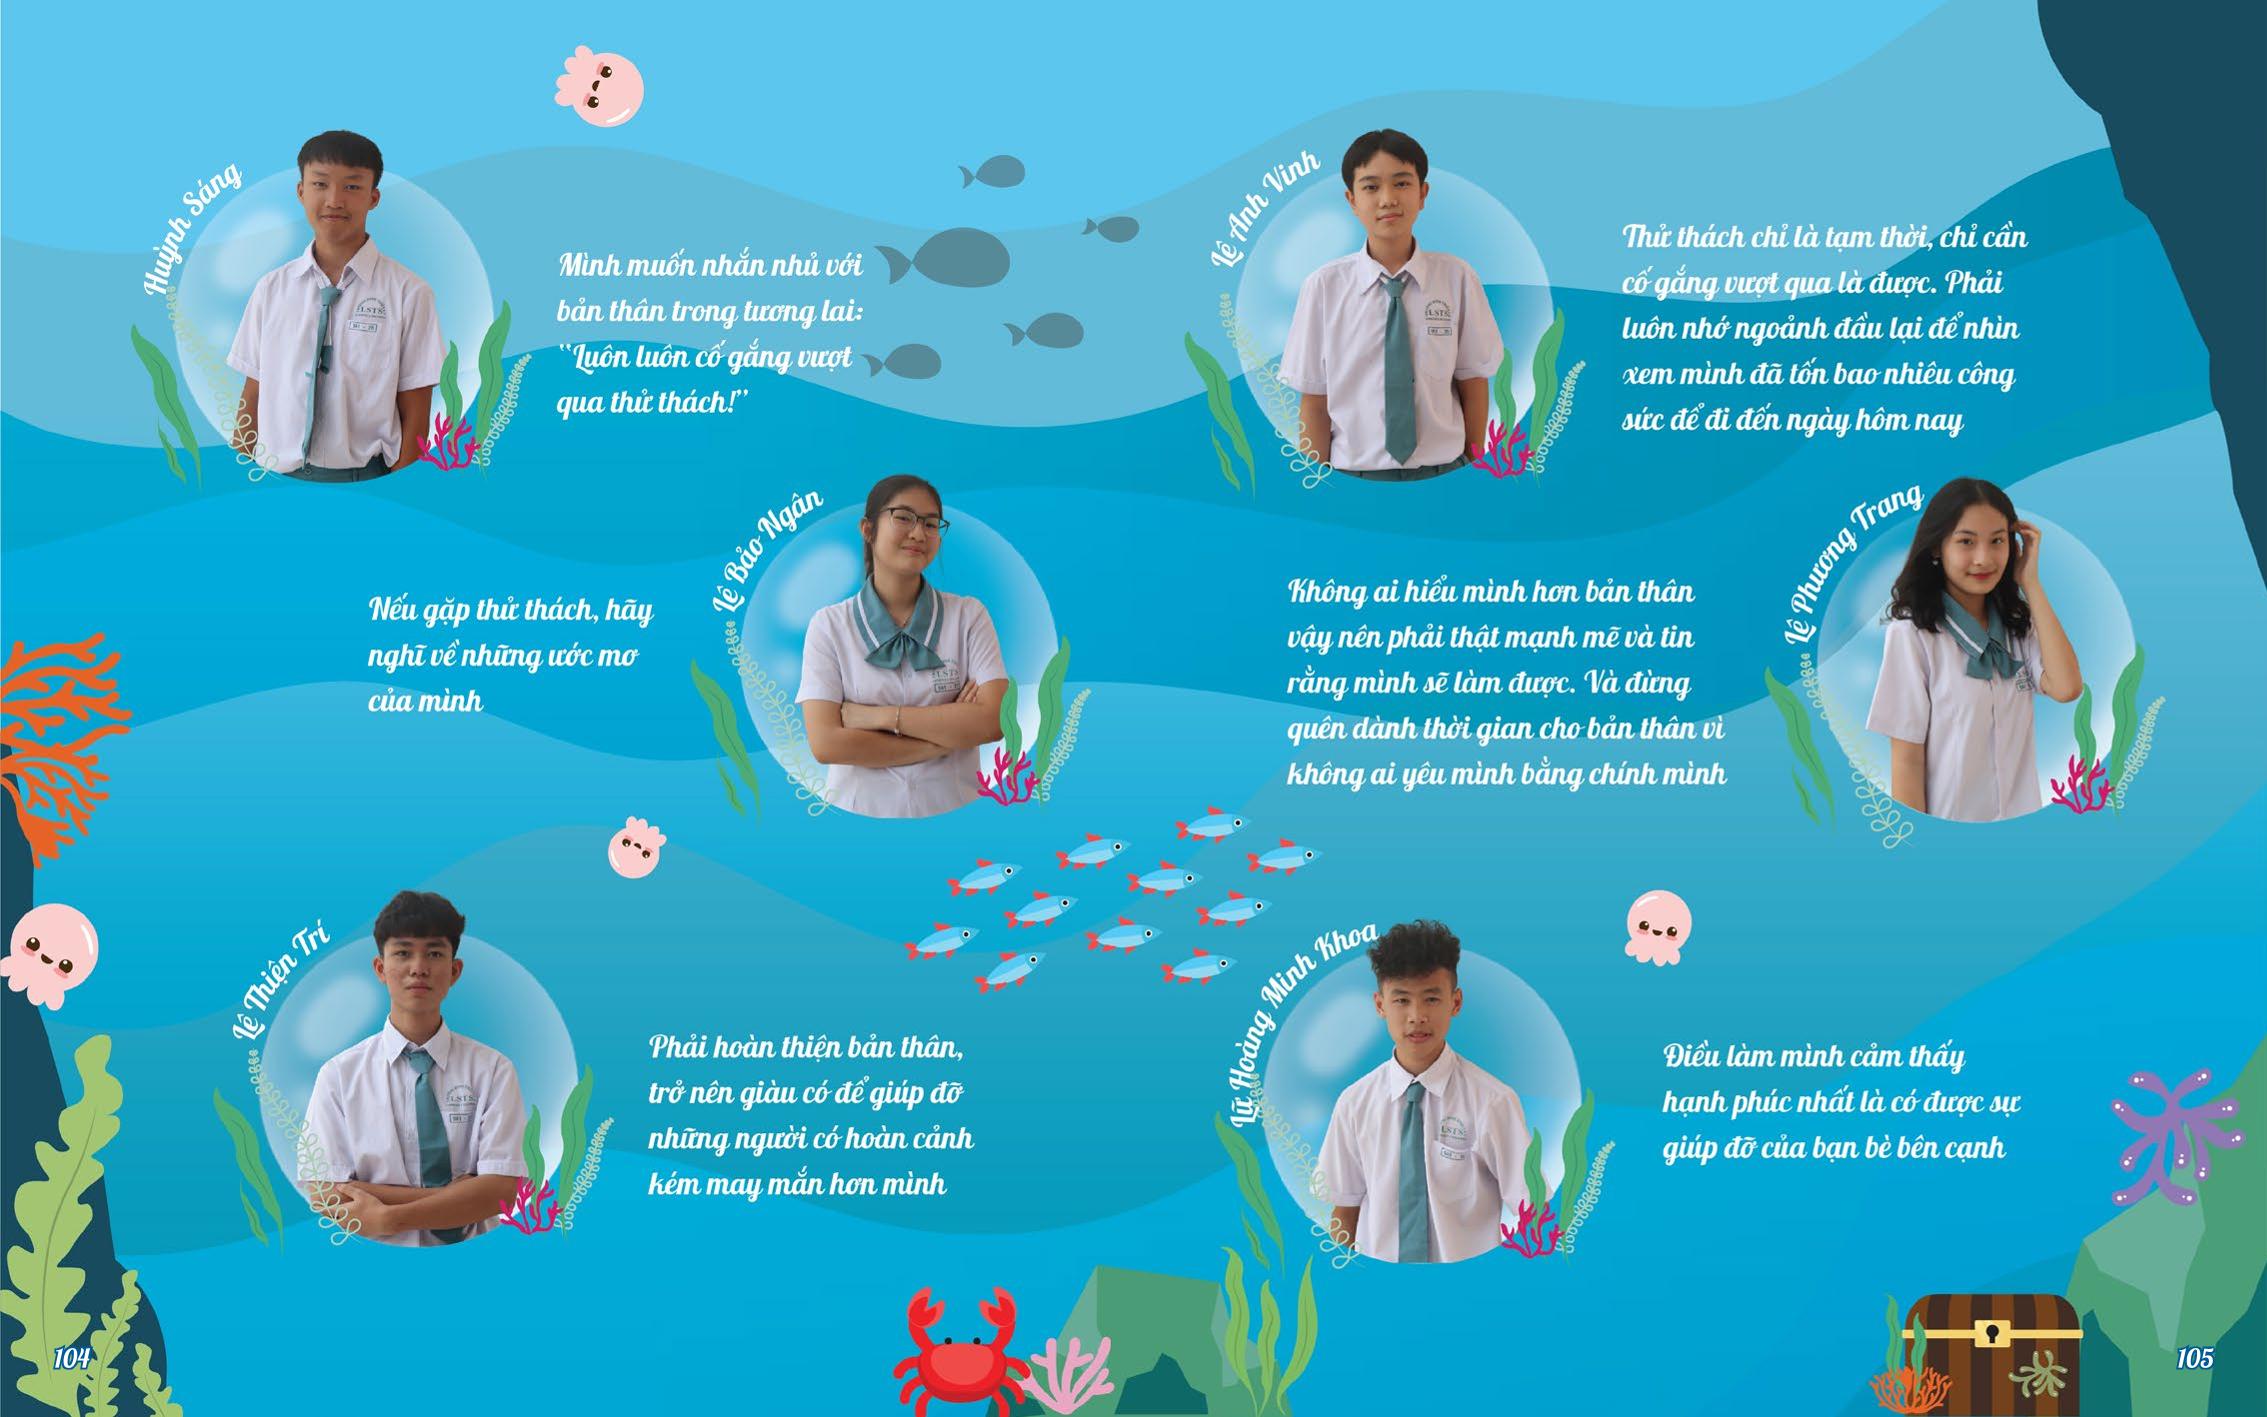 Huỳnh Sáng
Mình muốn nhắn nhủ với
bản thân trong tương lai:
“Luôn luôn cố gắng vượt
qua thử thách!”
Lê Bảo Ngân
Nếu gặp thử thách, hãy
nghĩ về những ước mơ
của mình
Lê Thiện Trí
Phải hoàn thiện bản thân,
trở nên giàu có để giúp đỡ
những người có hoàn cảnh
kém may mắn hơn mình
104
Lê Anh Vinh
Thử thách chỉ là tạm thời, chỉ cần
cố gắng vượt qua là được. Phải
luôn nhớ ngoảnh đầu lại để nhìn
xem mình đã tốn bao nhiêu công
sức để đi đến ngày hôm nay
Lê Phương Trang
Không ai hiểu mình hơn bản thân
vậy nên phải thật mạnh mẽ và tin
rằng mình sẽ làm được. Và đừng
quên dành thời gian cho bản thân vì
không ai yêu mình bằng chính mình
Lữ Hoàng Minh Khoa
Điều làm mình cảm thấy
hạnh phúc nhất là có được sự
giúp đỡ của bạn bè bên cạnh
105
LSTS
LSTS
LSTS
LSTS
LSTS